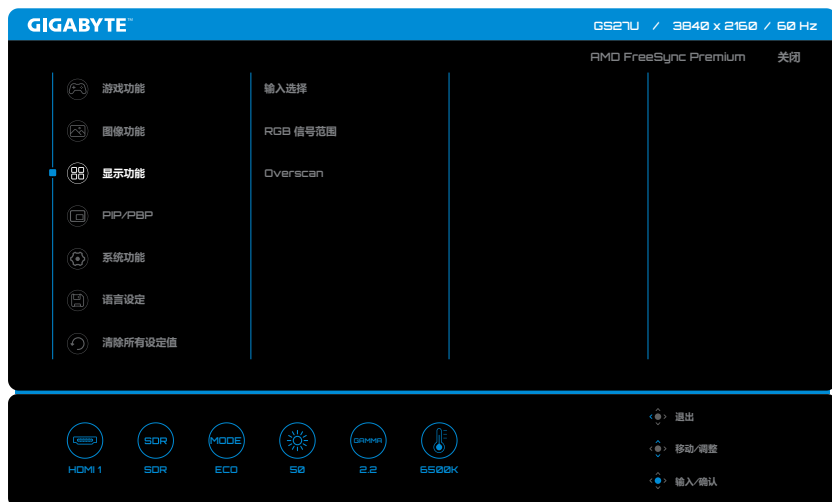 GIGABYTE™
GS27U / 3840 x 2160 / 60 Hz
AMD FreeSync Premium 关闭
游戏功能
图像功能
显示功能
PIP/PBP
系统功能
语言设定
清除所有设定值
输入选择
RGB 信号范围
Overscan
SDR
MODE
GAMMA
HDMI 1
SDR
ECO
50
2.2
6500K
退出
移动/调整
输入/确认